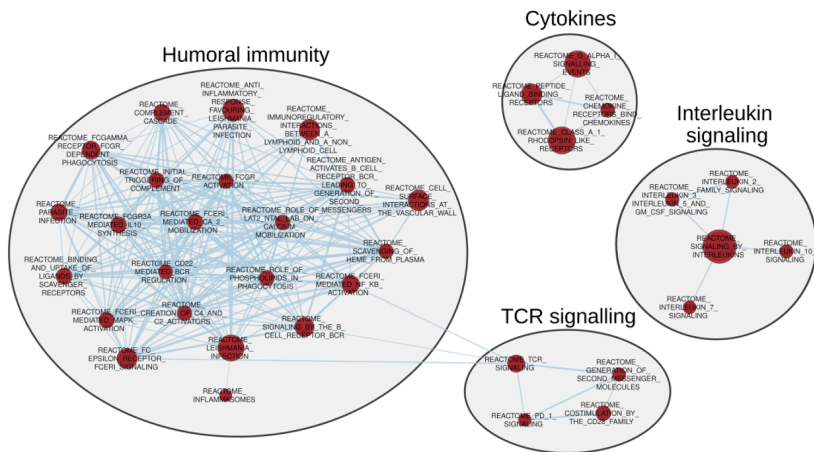 Humoral immunity
REACTOME_
COMPLEMENT_
CASCADE
REACTOME_ANTI_
INFLAMMATORY_
RESPONSE_
FAVOURING_
LEISHMANIA_
PARASITE_
INFECTION
REACTOME_
IMMUNOREGULATORY_
INTERACTIONS_
BETWEEN_A_
LYMPHOID_AND_A_NON_
LYMPHOID_CELL
REACTOME_FCGAMMA_
RECEPTOR_FCGR_
DEPENDENT_
PHAGOCYTOSIS
REACTOME_INITIAL_
TRIGGERING_OF_
COMPLEMENT
REACTOME_FCGR_
ACTIVATION
REACTOME_ANTIGEN_
ACTIVATES_B_CELL_
RECEPTOR_BCR_
LEADING_TO_
GENERATION_OF_
SECOND_
MESSENGERS
REACTOME_CELL_
SURFACE_
INTERACTIONS_AT_
THE_VASCULAR_WALL
REACTOME_
PARASITE_
INFECTION
REACTOME_FCGR3A_
MEDIATED_IL10_
SYNTHESIS
REACTOME_FCERI_
MEDIATED_CA_2_
MOBILIZATION
REACTOME_ROLE_OF_
LAT2_NTAL_LAB_ON_
CALCIUM_
MOBILIZATION
REACTOME_
SCAVENGING_OF_
HEME_FROM_PLASMA
REACTOME_BINDING_
AND_UPTAKE_OF_
LIGANDS_BY_
SCAVENGER_
RECEPTORS
REACTOME_CD22_
MEDIATED_BCR_
REGULATION
REACTOME_ROLE_OF_
PHOSPHOLIPIDS_IN_
PHAGOCYTOSIS
REACTOME_FCERI_
MEDIATED_NF_KB_
ACTIVATION
REACTOME_FCERI_
MEDIATED_MAPK_
ACTIVATION
REACTOME_
CREATION_OF_C4_AND_
C2_ACTIVATORS
REACTOME_
SIGNALING_BY_THE_B_
CELL_RECEPTOR_BCR
REACTOME_FC_
EPSILON_RECEPTOR_
FCERI_SIGNALING
REACTOME_
LEISHMANIA_
INFECTION
REACTOME_
INFLAMMASOMES
Cytokines
REACTOME_G_ALPHA_I_
SIGNALLING_
EVENTS
REACTOME_PEPTIDE_
LIGAND_BINDING_
RECEPTORS
REACTOME_
CHEMOKINE_
RECEPTORS_BIND_
CHEMOKINES
REACTOME_CLASS_A_1_
RHODOPSIN_LIKE_
RECEPTORS
Interleukin
signaling
REACTOME_
INTERLEUKIN_2_
FAMILY_SIGNALING
REACTOME_
INTERLEUKIN_3_
INTERLEUKIN_5_AND_
GM_CSF_SIGNALING
REACTOME_
SIGNALING_BY_
INTERLEUKINS
REACTOME_
INTERLEUKIN_10_
SIGNALING
REACTOME_
INTERLEUKIN_7_
SIGNALING
TCR signalling
REACTOME_TCR_
SIGNALING
REACTOME_
GENERATION_OF_
SECOND_MESSENGER_
MOLECULES
REACTOME_PD_1_
SIGNALING
REACTOME_
COSTIMULATION_BY_
THE_CD28_FAMILY